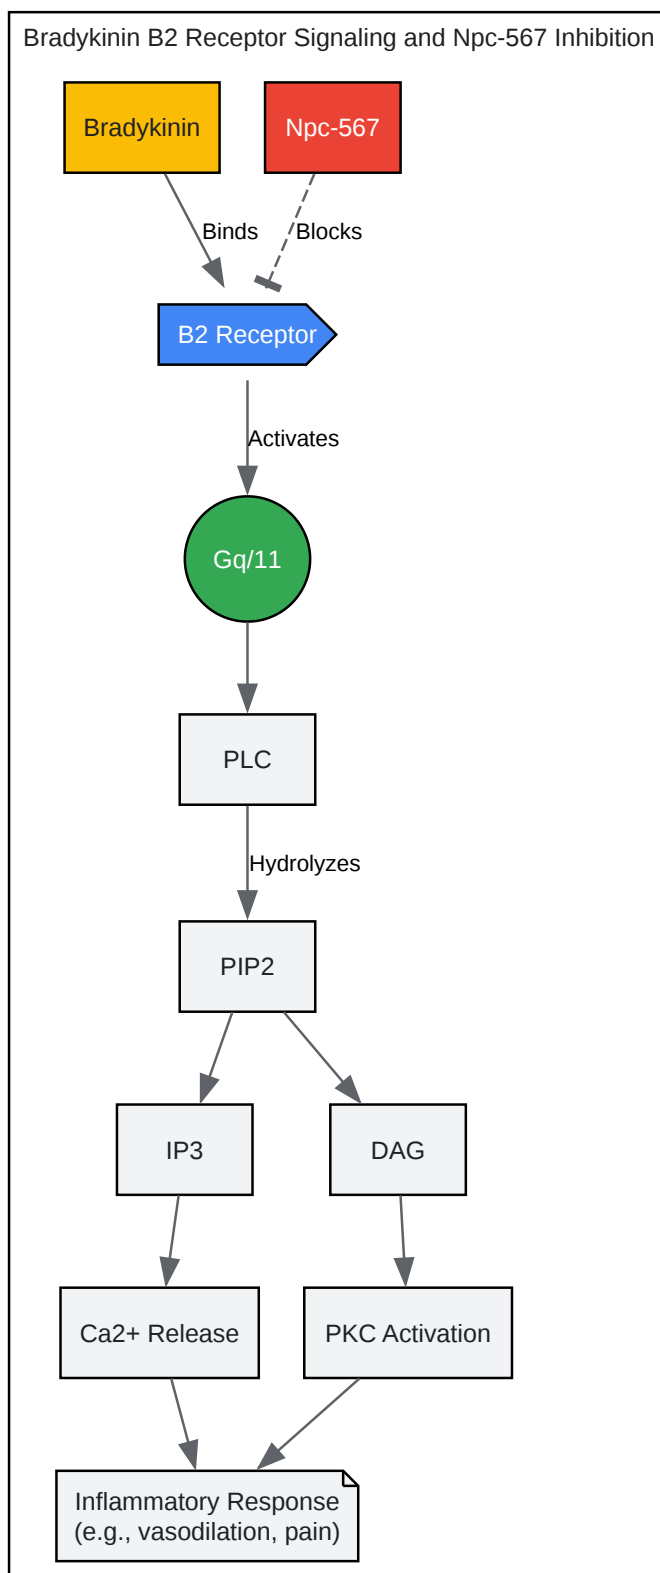 Bradykinin B2 Receptor Signaling and Npc-567 Inhibition
Bradykinin
Npc-567
Binds
Blocks
B2 Receptor
Activates
Gq/11
PLC
Hydrolyzes
PIP2
IP3
DAG
Ca2+ Release
PKC Activation
Inflammatory Response
(e.g., vasodilation, pain)